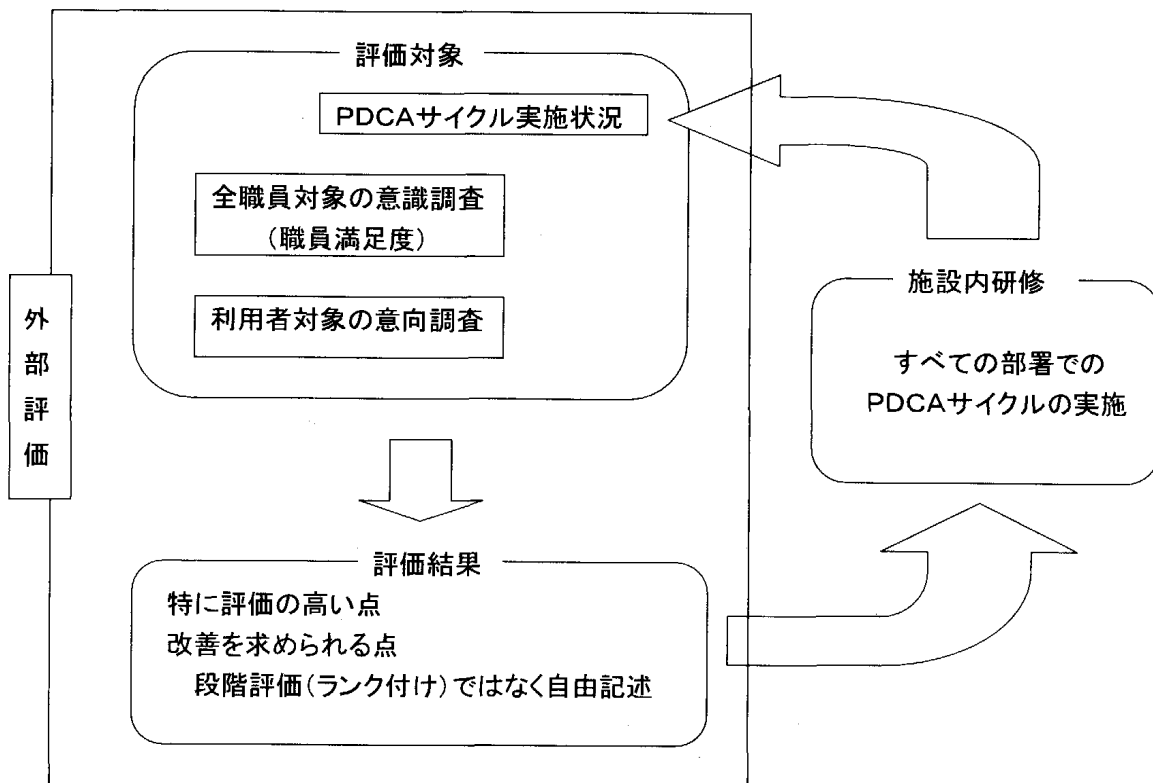 評価対象
PDCAサイクル実施状況
全職員対象の意識調査
(職員満足度)
利用者対象の意向調査
外部評価
施設内研修
すべての部署での
PDCAサイクルの実施
評価結果
特に評価の高い点
改善を求められる点
段階評価(ランク付け)ではなく自由記述